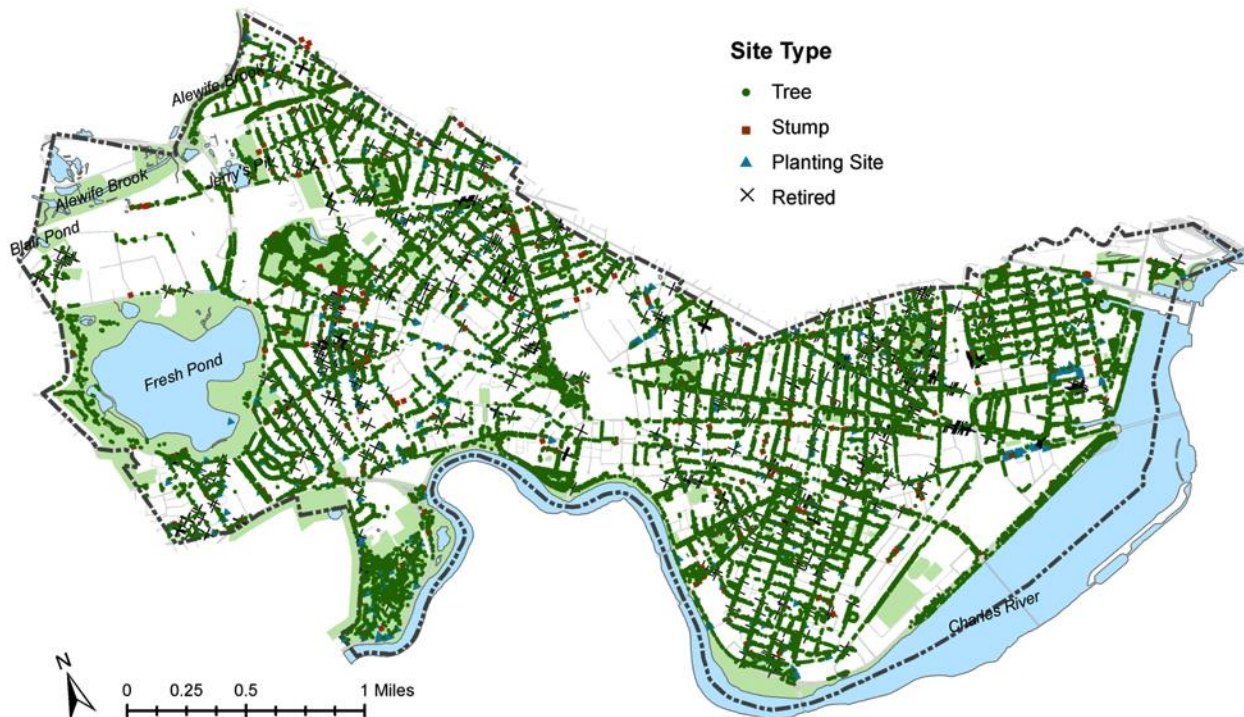 Site Type
Tree
Stump
Planting Site
Retired
Alewife Brook
Jerry's Pit
Alewife Brook
Blair Pond
Fresh Pond
Charles River
N
0 0.25 0.5 1 Miles